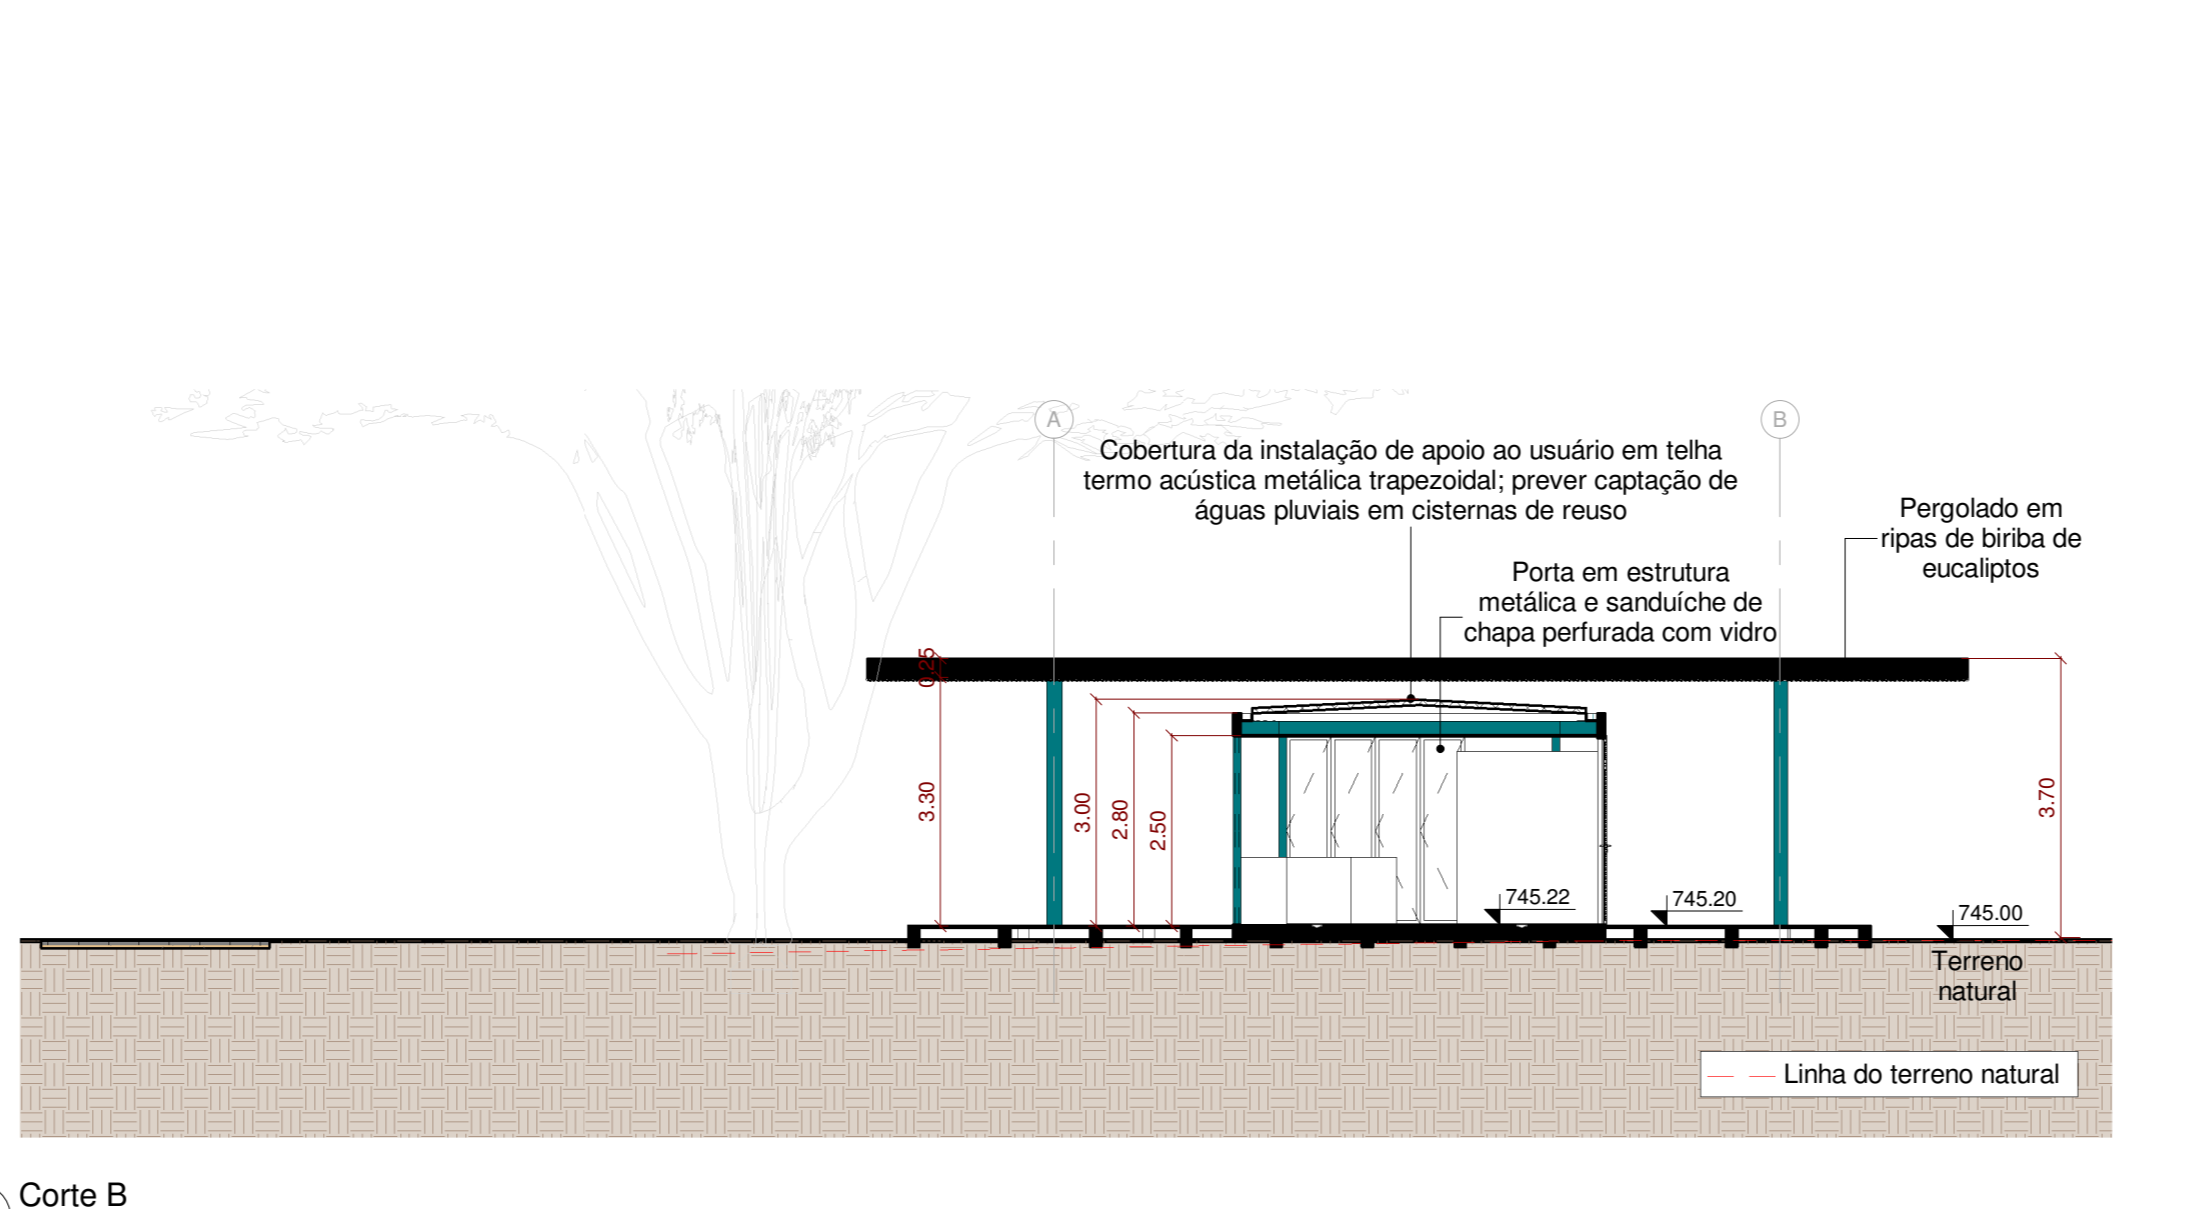 A
B
Cobertura da instalação de apoio ao usuário em telha
termo acústica metálica trapezoidal; prever captação de
águas pluviais em cisternas de reuso
Pergolado em
ripas de biriba de
eucaliptos
Porta em estrutura
metálica e sanduíche de
chapa perfurada com vidro
0.25
3.30
3.00
2.80
2.50
3.70
745.22
745.20
745.00
Terreno
natural
Linha do terreno natural
Corte B